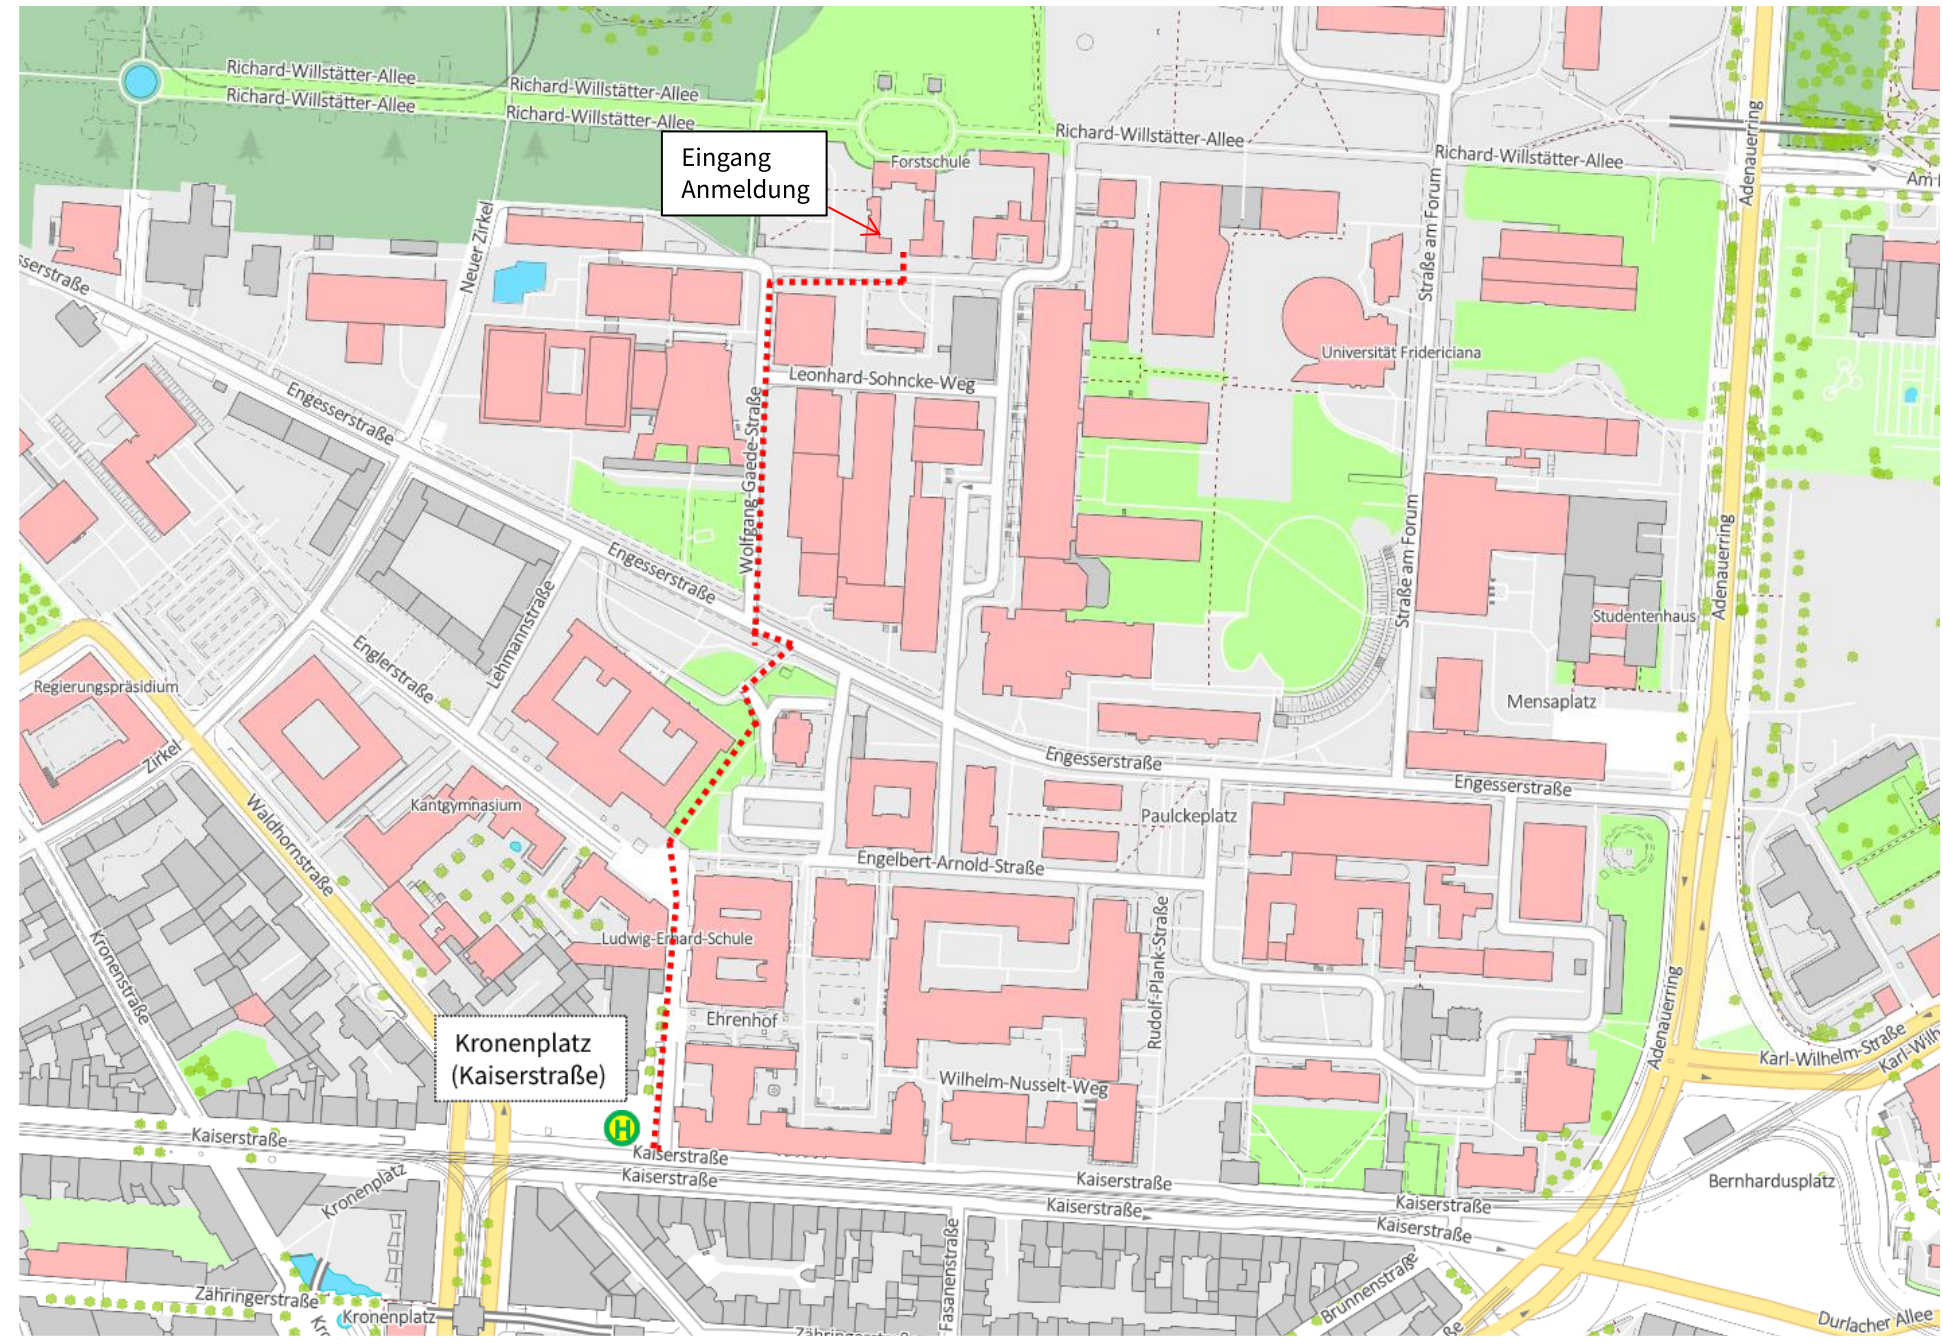 Richard-Willstätter-Allee
Richard-Willstätter-Allee
Richard-Willstätter-Allee
Richard-Willstätter-Allee
Richard-Willstätter-Allee
Richard-Willstätter-Allee
Adenauerring
Eingang
Anmeldung
Forstschule
Neuer Zirkel
Straße am Forum
Universität Fridericiana
Leonhard-Sohncke-Weg
Wolfgang-Gaede-Straße
Engesserstraße
Engesserstraße
Straße am Forum
Adenauerring
Studentenhaus
Lehmannstraße
Englerstraße
Regierungspräsidium
Zirkel
Mensaplatz
Engesserstraße
Engesserstraße
Kantgymnasium
Waldhornstraße
Paulckeplatz
Engelbert-Arnold-Straße
Rudolf-Plank-Straße
Ludwig-Erhard-Schule
Kronenstraße
Ehrenhof
Adenauerring
Karl-Wilhelm-Straße
Kronenplatz
(Kaiserstraße)
Wilhelm-Nusselt-Weg
H
Kaiserstraße
Kaiserstraße
Kaiserstraße
Kaiserstraße
Kaiserstraße
Kaiserstraße
Kaiserstraße
Bernhardusplatz
Kronenplatz
Fasanenstraße
Brunnenstraße
Zähringerstraße
Kronenplatz
Durlacher Allee